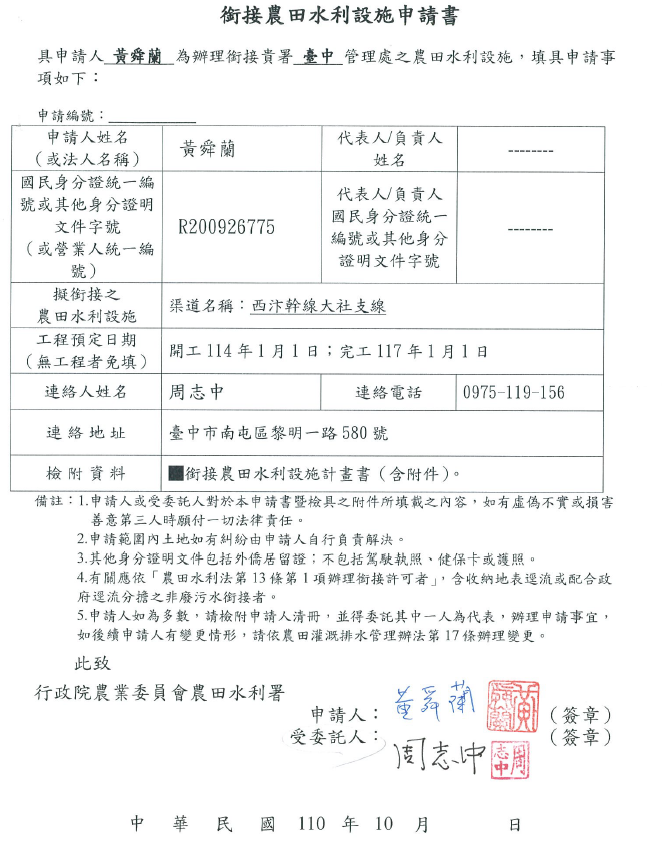 銜接農田水利設施申請書
具申請人 黃舜蘭 為辦理銜接貴署 臺中 管理處之農田水利設施，填具申請事
項如下：
申請編號：
申請人姓名
（或法人名稱）
黃舜蘭
代表人/負責人
姓名
--------
國民身分證統一編
號或其他身分證明
文件字號
（或營業人統一編
號）
R200926775
代表人/負責人
國民身分證統一
編號或其他身分
證明文件字號
--------
擬銜接之
農田水利設施
渠道名稱：西汴幹線大社支線
工程預定日期
（無工程者免填）
開工 114 年 1 月 1 日；完工 117 年 1 月 1 日
連絡人姓名
周志中
連絡電話
0975-119-156
連絡地址
臺中市南屯區黎明一路 580 號
檢附資料
■銜接農田水利設施計畫書（含附件）。
備註：1.申請人或受委託人對於本申請書暨檢具之附件所填載之內容，如有虛偽不實或損害
善意第三人時願付一切法律責任。
2.申請範圍內土地如有糾紛由申請人自行負責解決。
3.其他身分證明文件包括外僑居留證；不包括駕駛執照、健保卡或護照。
4.有關應依「農田水利法第 13 條第 1 項辦理銜接許可者」，含收納地表逕流或配合政
府逕流分擔之非廢污水銜接者。
5.申請人如為多數，請檢附申請人清冊，並得委託其中一人為代表，辦理申請事宜，
如後續申請人有變更情形，請依農田灌溉排水管理辦法第 17 條辦理變更。
此致
行政院農業委員會農田水利署
申請人：黃舜蘭（簽章）
受委託人：周志中 周志中（簽章）
中 華 民 國 110 年 10 月 日